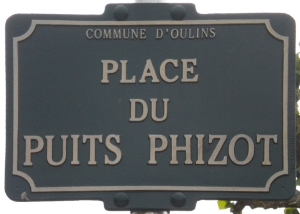 COMMUNE D'OULINS
PLACE
DU
PUITS PHIZOT